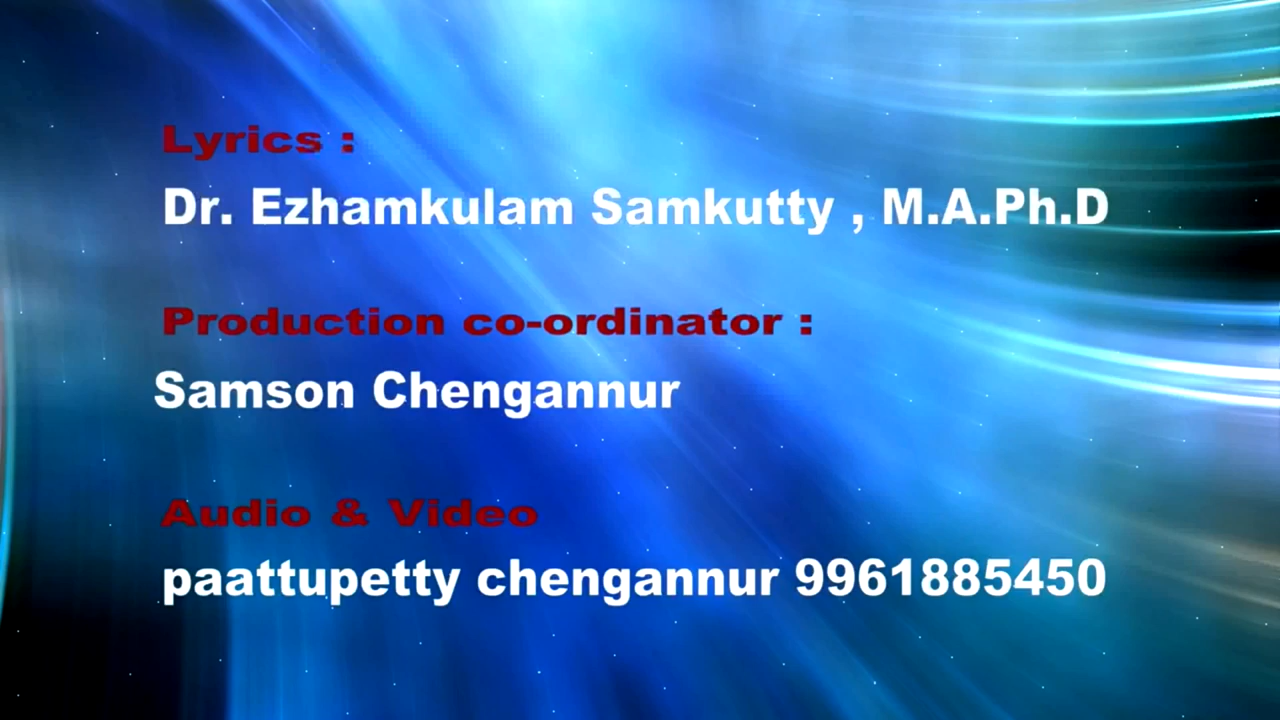 Lyrics :
Dr. Ezhamkulam Samkutty , M.A.Ph.D
Production co-ordinator :
Samson Chengannur
Audio & Video
paattupetty chengannur 9961885450